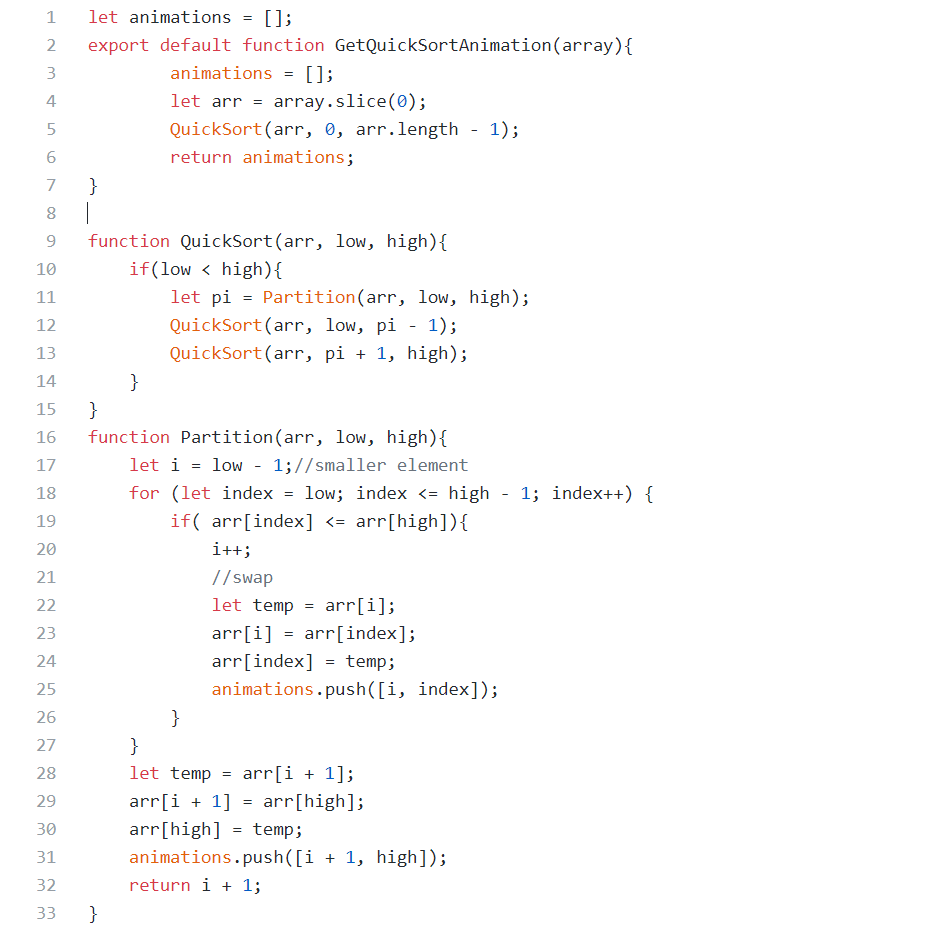 1 let animations = [];
2 export default function GetQuickSortAnimation(array){
3         animations = [];
4         let arr = array.slice(0);
5         QuickSort(arr, 0, arr.length - 1);
6         return animations;
7 }
8
9 function QuickSort(arr, low, high){
10     if(low < high){
11         let pi = Partition(arr, low, high);
12         QuickSort(arr, low, pi - 1);
13         QuickSort(arr, pi + 1, high);
14     }
15 }
16 function Partition(arr, low, high){
17     let i = low - 1;//smaller element
18     for (let index = low; index <= high - 1; index++) {
19         if( arr[index] <= arr[high]){
20             i++;
21             //swap
22             let temp = arr[i];
23             arr[i] = arr[index];
24             arr[index] = temp;
25             animations.push([i, index]);
26         }
27     }
28     let temp = arr[i + 1];
29     arr[i + 1] = arr[high];
30     arr[high] = temp;
31     animations.push([i + 1, high]);
32     return i + 1;
33 }